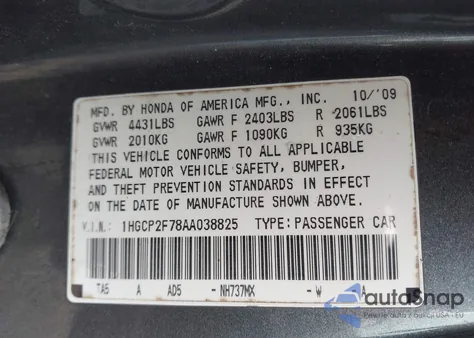 MFD. BY HONDA OF AMERICA MFG., INC. 10/'09
GVWR 4431LBS GAWR F 2403LBS R 2061LBS
GVWR 2010KG GAWR F 1090KG R 935KG
THIS VEHICLE CONFORMS TO ALL APPLICABLE
FEDERAL MOTOR VEHICLE SAFETY, BUMPER,
AND THEFT PREVENTION STANDARDS IN EFFECT
ON THE DATE OF MANUFACTURE SHOWN ABOVE.
V.I.N.: 1HGCP2F78AA038825 TYPE: PASSENGER CAR
TA5 A AD5 - NH737MX - W - A
autoSnap